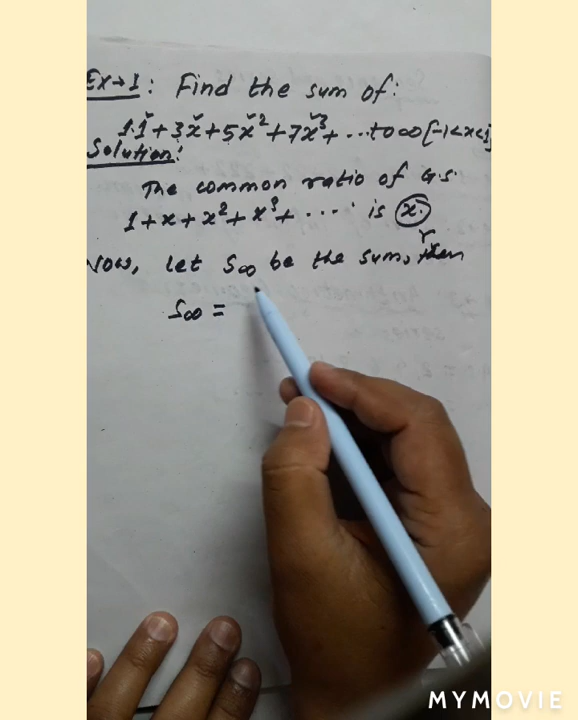 Ex→1: Find the sum of:
1.1+3x+5x²+7x³+...to∞[-1<x<1]
Solution:
The common ratio of G.S.
1+x+x²+x³+.... is x.
r
Now, let S∞ be the sum, then
S∞ =
MYMOVIE